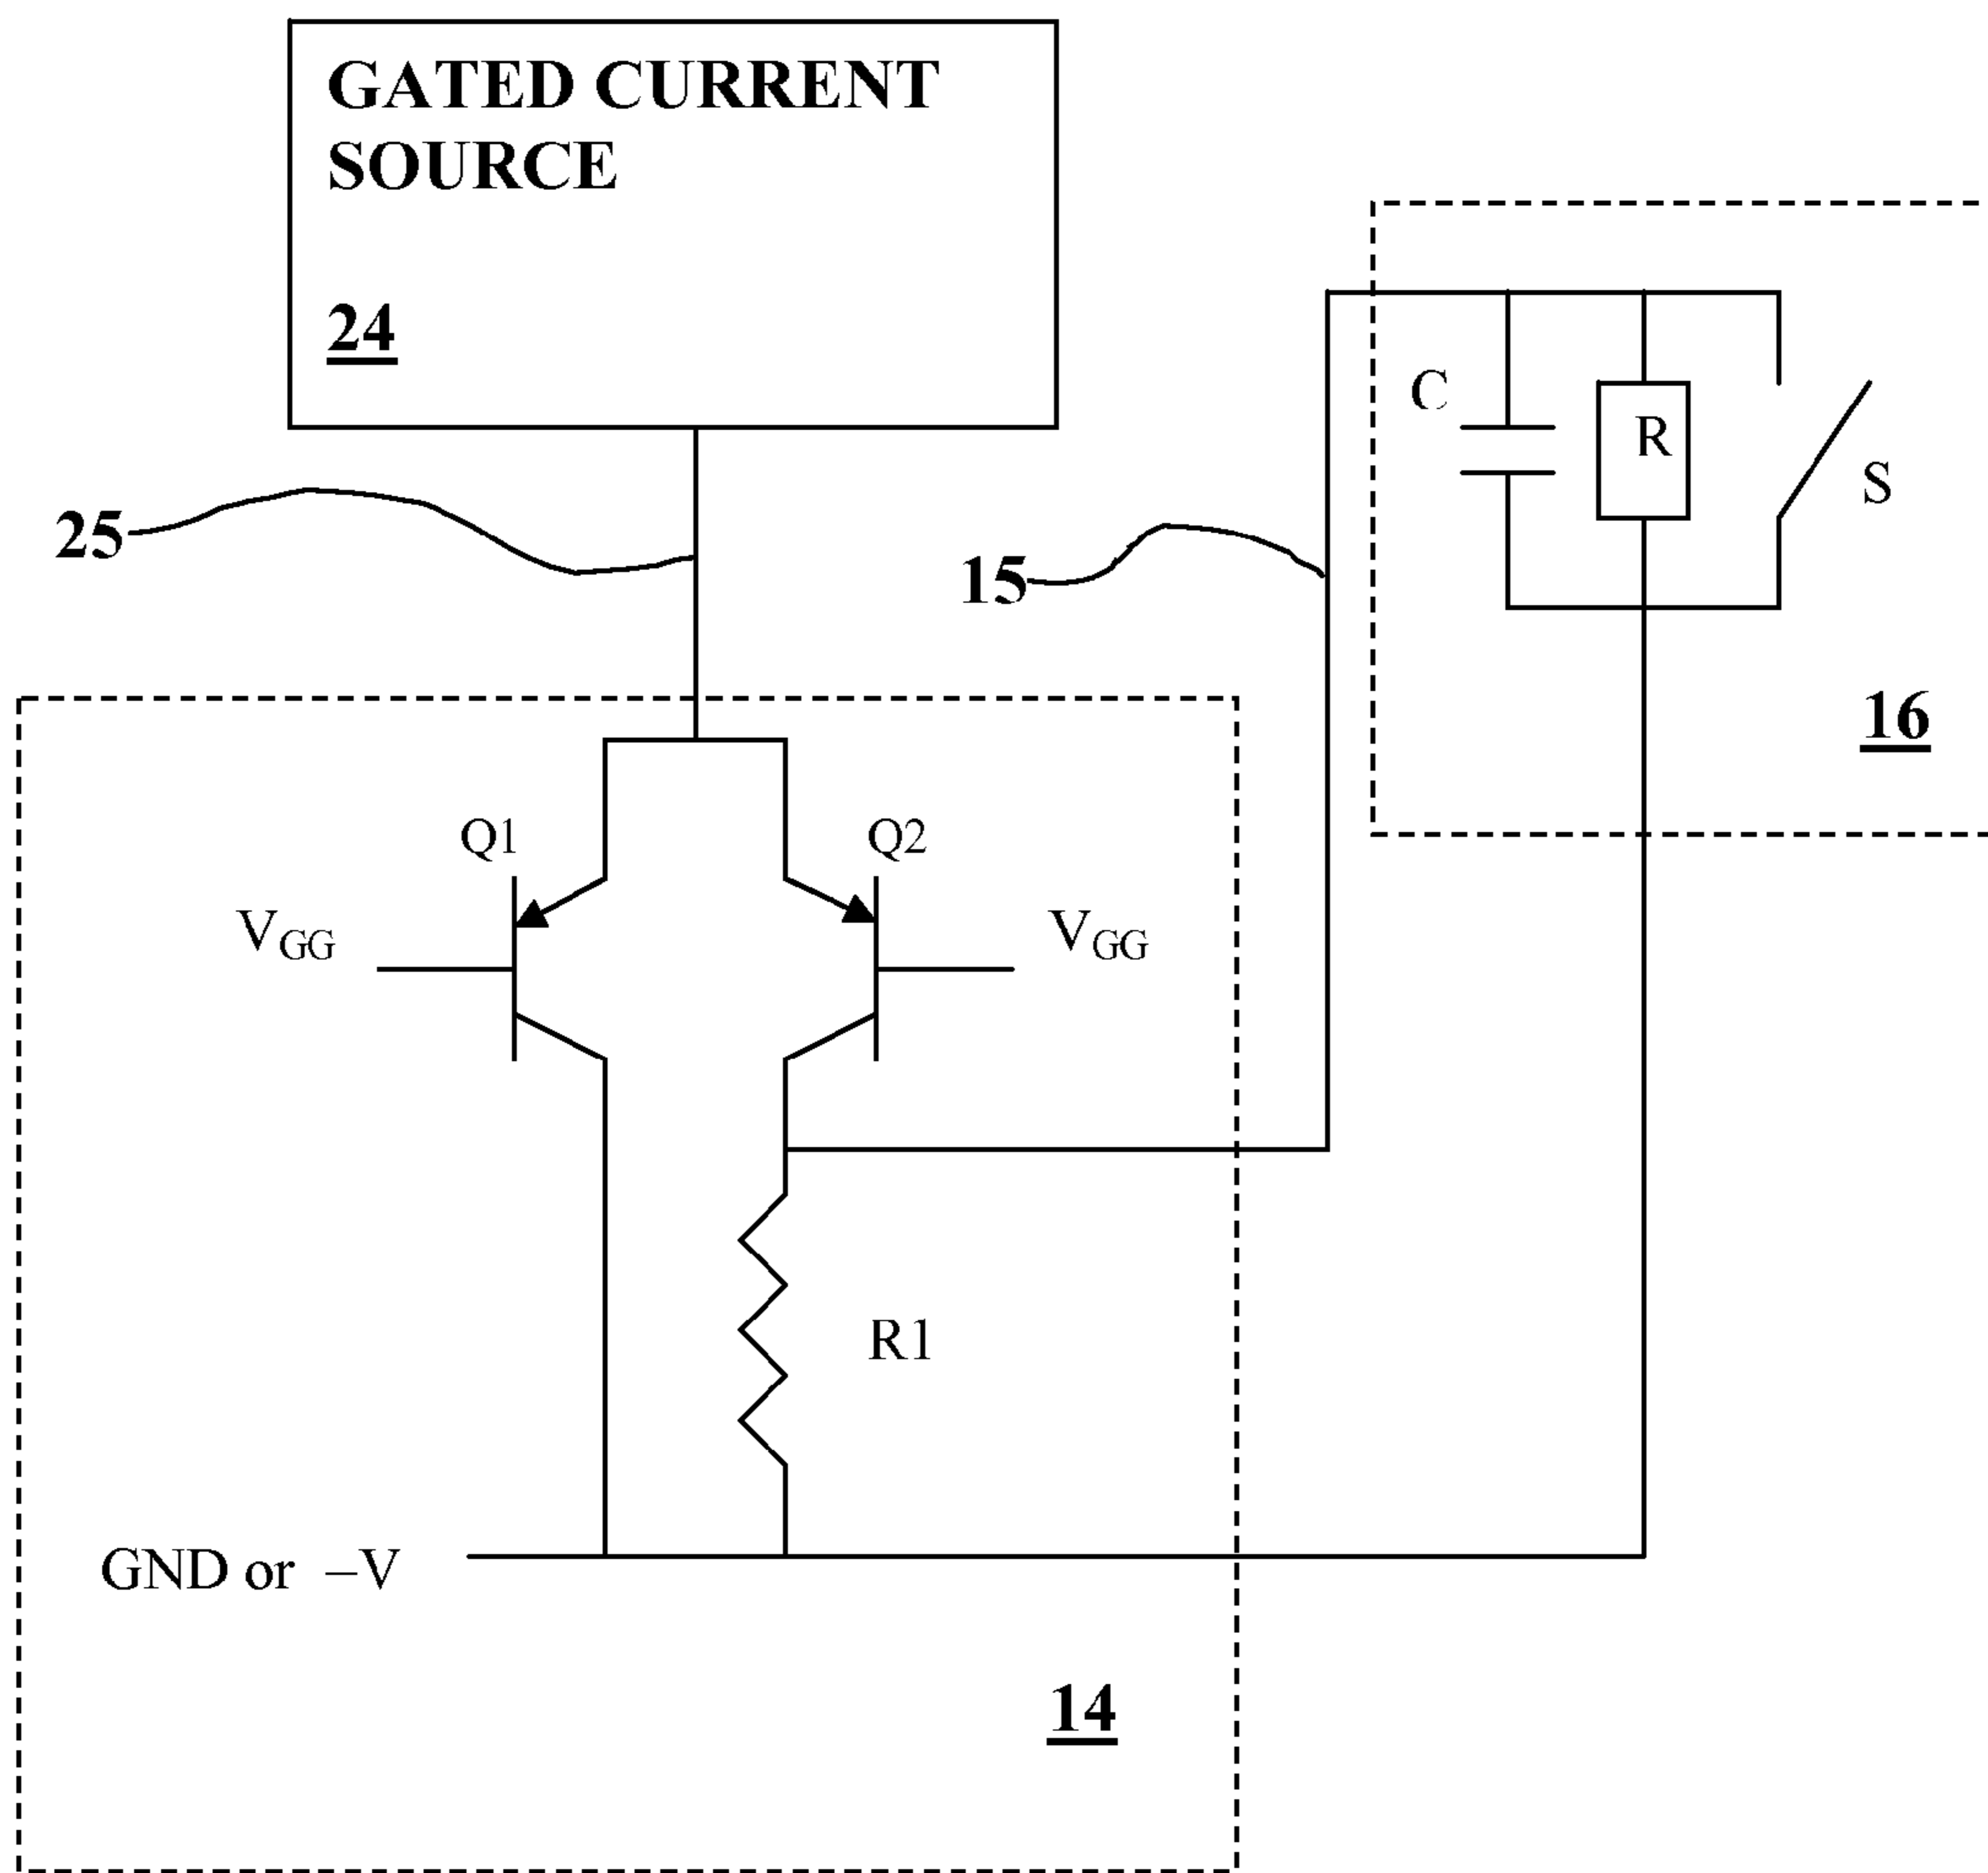 GATED CURRENT
SOURCE
24
C
R
S
25
15
16
Q1
Q2
VGG
VGG
R1
GND or –V
14